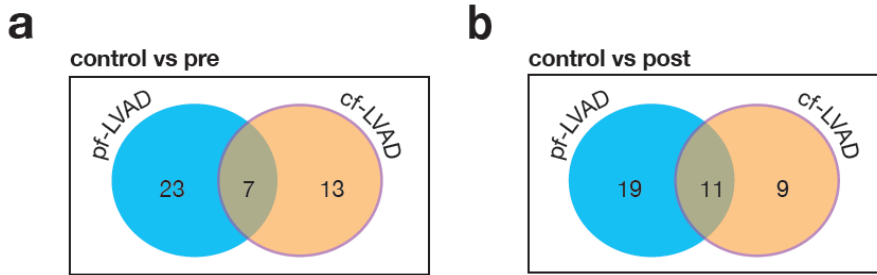 a
control vs pre
pf-LVAD
cf-LVAD
23
7
13
b
control vs post
pf-LVAD
cf-LVAD
19
11
9